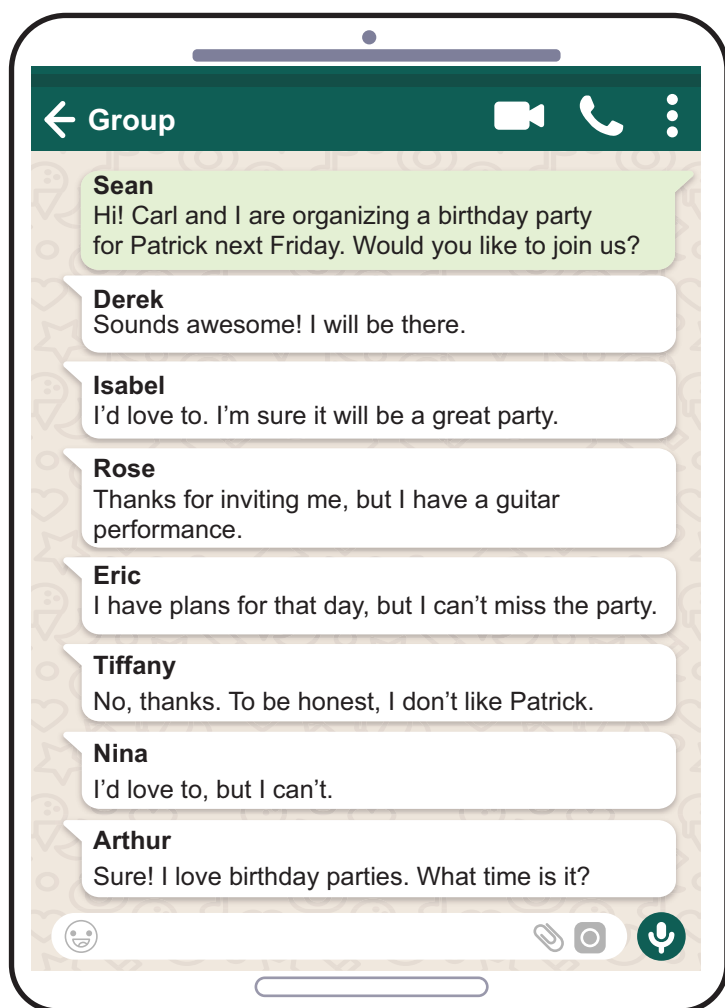 Group
Sean
Hi! Carl and I are organizing a birthday party
for Patrick next Friday. Would you like to join us?
Derek
Sounds awesome! I will be there.
Isabel
I’d love to. I’m sure it will be a great party.
Rose
Thanks for inviting me, but I have a guitar
performance.
Eric
I have plans for that day, but I can’t miss the party.
Tiffany
No, thanks. To be honest, I don’t like Patrick.
Nina
I’d love to, but I can’t.
Arthur
Sure! I love birthday parties. What time is it?